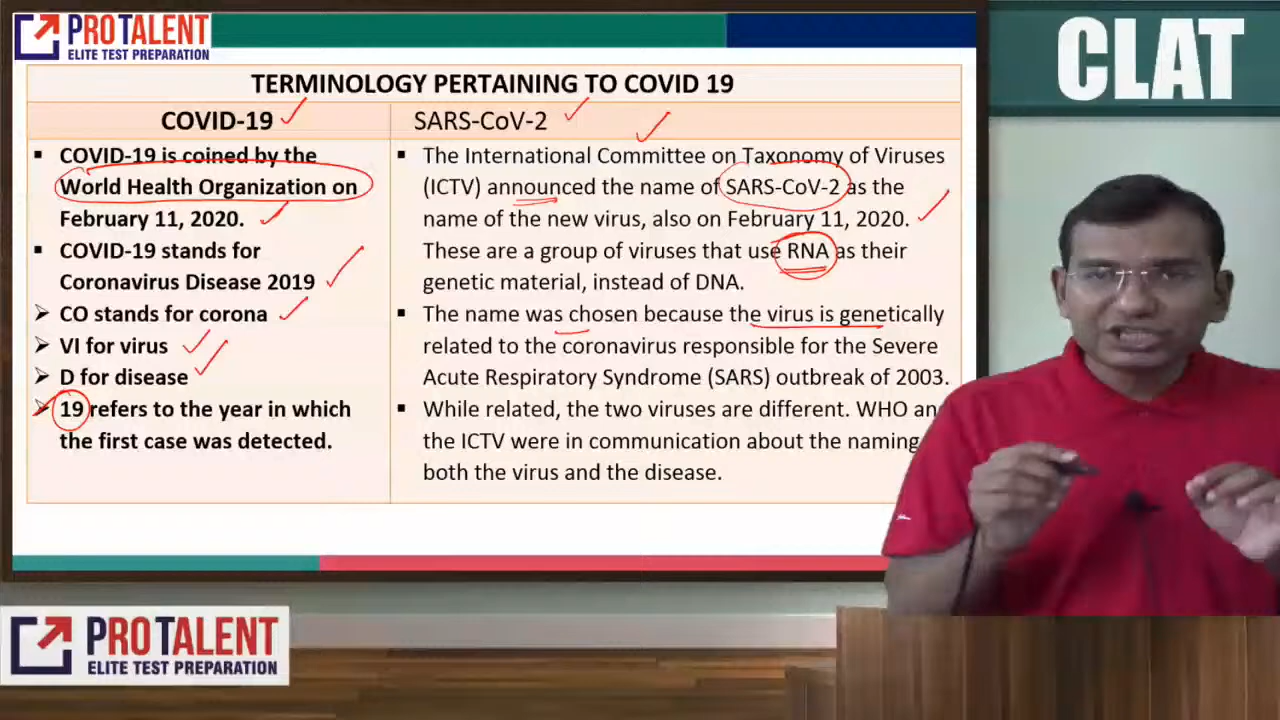 PROTALENT
ELITE TEST PREPARATION
CLAT
TERMINOLOGY PERTAINING TO COVID 19
COVID-19
▪ COVID-19 is coined by the
World Health Organization on
February 11, 2020.
▪ COVID-19 stands for
Coronavirus Disease 2019
➢ CO stands for corona
➢ VI for virus
➢ D for disease
➢ 19 refers to the year in which
the first case was detected.
SARS-CoV-2
▪ The International Committee on Taxonomy of Viruses
(ICTV) announced the name of SARS-CoV-2 as the
name of the new virus, also on February 11, 2020.
These are a group of viruses that use RNA as their
genetic material, instead of DNA.
▪ The name was chosen because the virus is genetically
related to the coronavirus responsible for the Severe
Acute Respiratory Syndrome (SARS) outbreak of 2003.
▪ While related, the two viruses are different. WHO an
the ICTV were in communication about the naming
both the virus and the disease.
PROTALENT
ELITE TEST PREPARATION